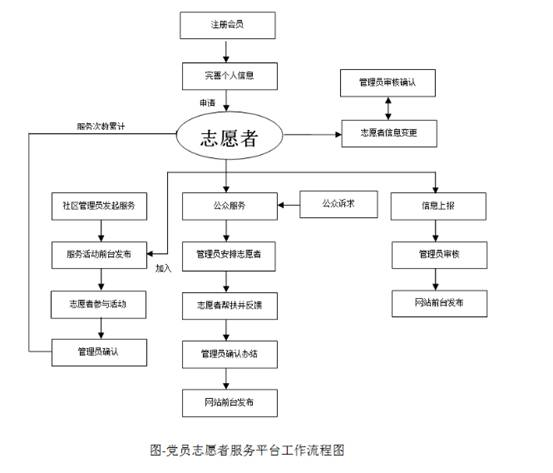 注册会员
完善个人信息
申请
管理员审核确认
志愿者
志愿者信息变更
服务次数累计
社区管理员发起服务
公众服务
公众诉求
信息上报
服务活动前台发布
加入
管理员安排志愿者
管理员审核
志愿者参与活动
志愿者帮扶并反馈
网站前台发布
管理员确认
管理员确认办结
网站前台发布
图-党员志愿者服务平台工作流程图